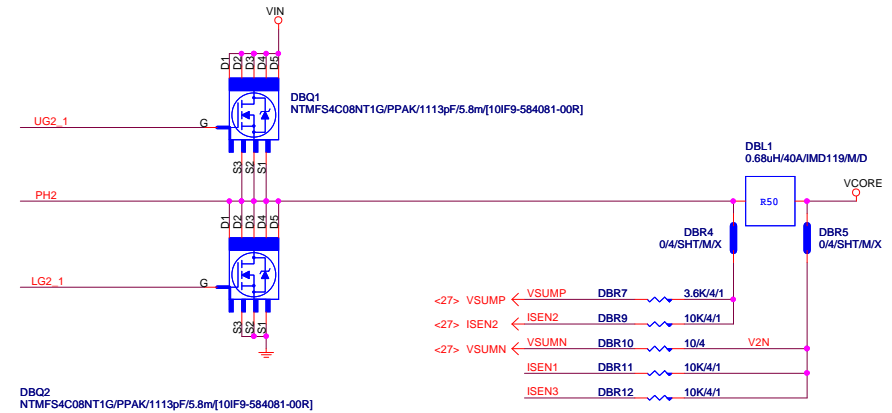 VIN
D1
D2
D3
D4
D5
DBQ1
NTMFS4C08NT1G/PPAK/1113pF/5.8m/[10IF9-584081-00R]
UG2_1
G
S3
S2
S1
DBL1
0.68uH/40A/IMD119/M/D
VCORE
PH2
R50
D1
D2
D3
D4
D5
DBR4
0/4/SHT/M/X
DBR5
0/4/SHT/M/X
LG2_1
G
S3
S2
S1
<27> VSUMP VSUMP DBR7 3.6K/4/1
<27> ISEN2 ISEN2 DBR9 10K/4/1
<27> VSUMN VSUMN DBR10 10/4 V2N
ISEN1 DBR11 10K/4/1
ISEN3 DBR12 10K/4/1
DBQ2
NTMFS4C08NT1G/PPAK/1113pF/5.8m/[10IF9-584081-00R]